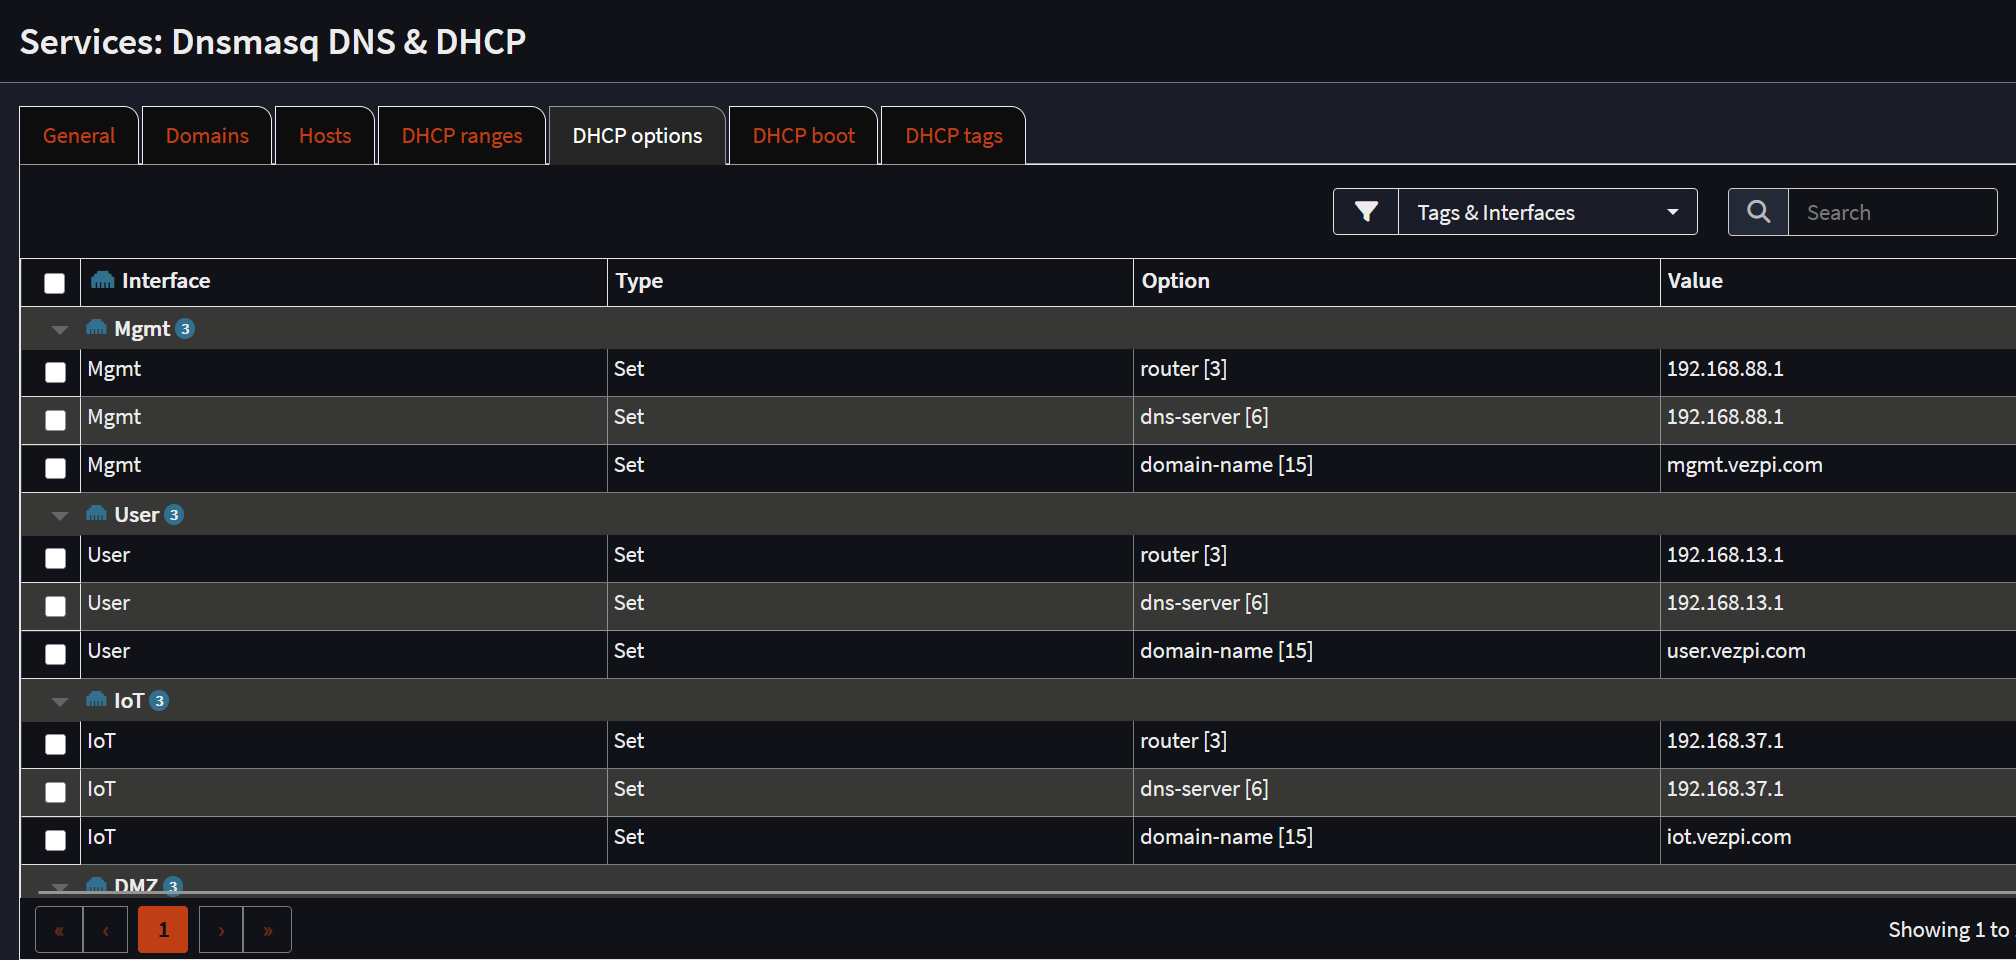 Services: Dnsmasq DNS & DHCP
General Domains Hosts DHCP ranges DHCP options DHCP boot DHCP tags
Tags & Interfaces Search
Interface Type Option Value
Mgmt 3
Mgmt Set router [3] 192.168.88.1
Mgmt Set dns-server [6] 192.168.88.1
Mgmt Set domain-name [15] mgmt.vezpi.com
User 3
User Set router [3] 192.168.13.1
User Set dns-server [6] 192.168.13.1
User Set domain-name [15] user.vezpi.com
IoT 3
IoT Set router [3] 192.168.37.1
IoT Set dns-server [6] 192.168.37.1
IoT Set domain-name [15] iot.vezpi.com
DMZ 3
« ‹ 1 › »
Showing 1 to